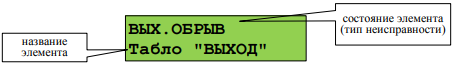 ВЫХ.ОБРЫВ
Табло "ВЫХОД"
состояние элемента
(тип неисправности)
название
элемента